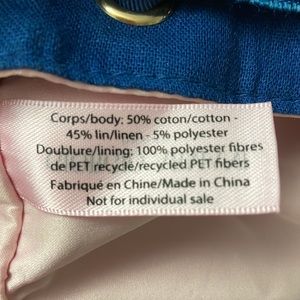 Corps/body: 50% coton/cotton -
45% lin/linen - 5% polyester
Doublure/lining: 100% polyester fibres
de PET recyclé/recycled PET fibers
Fabriqué en Chine/Made in China
Not for individual sale